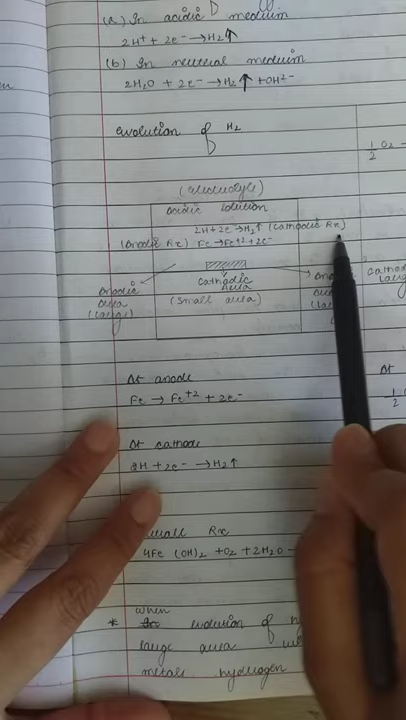 (a) In acidic medium
2H+ + 2e- → H2↑
(b) In neutral medium
2H2O + 2e- → H2↑ + OH2-
evolution of H2
1/2 O2 -
(electrolyte)
Acidic solution
2H + 2e → H2↑ (Cathodic Rx)
(Anodic Rx) Fe → Fe+2 + 2e-
Cathodic
Area
(Small area)
Anodic
Area
(large)
At anode
Fe → Fe+2 + 2e-
At cathode
2H + 2e- → H2↑
Rx
4Fe(OH)2 + O2 + 2H2O
when
* evolution of
large area
metals hydrogen